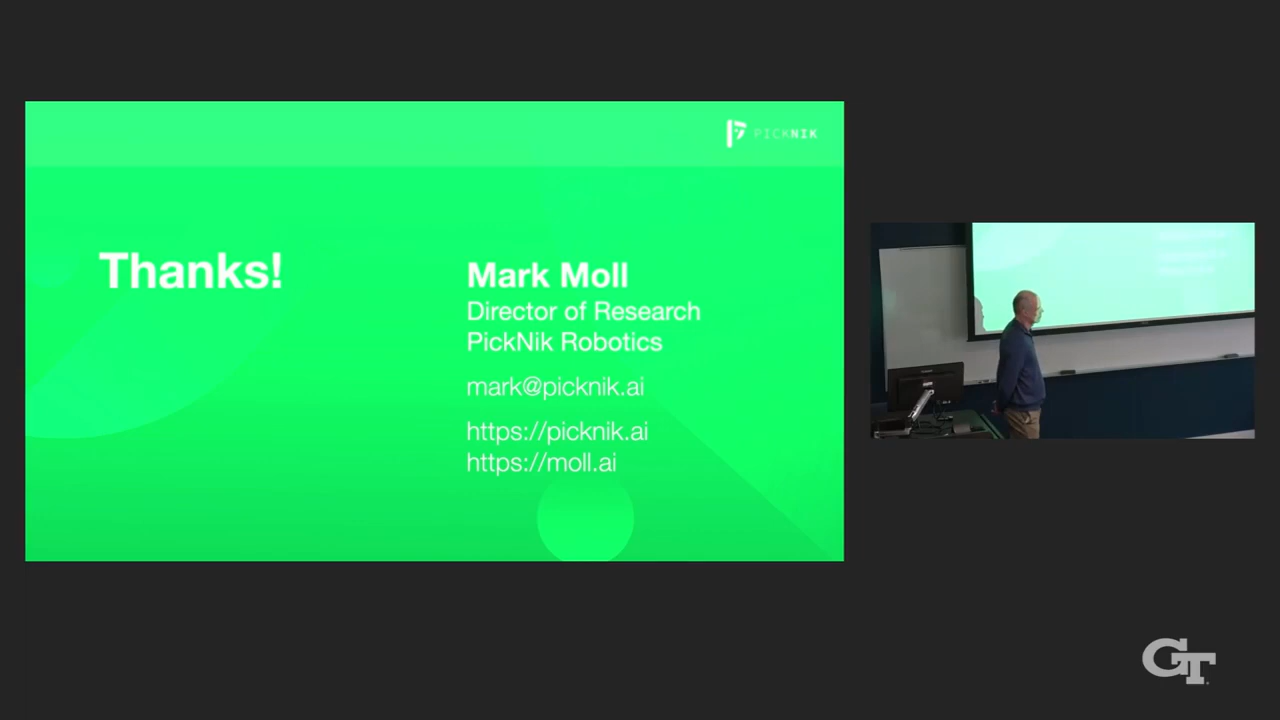 PICKNIK
Thanks!
Mark Moll
Director of Research
PickNik Robotics
mark@picknik.ai
https://picknik.ai
https://moll.ai
GT